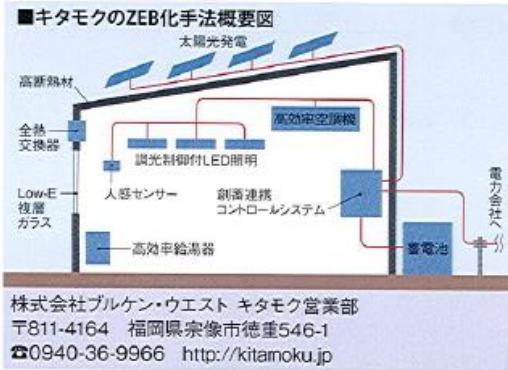 ■キタモクのZEB化手法概要図
太陽光発電
高断熱材
全熱
交換器
高効率空調機
調光制御付LED照明
Low-E
複層
ガラス
人感センサー
創蓄連携
コントロールシステム
電力会社へ
高効率給湯器
蓄電池
株式会社ブルケン・ウエスト キタモク営業部
〒811-4164 福岡県宗像市徳重546-1
☎0940-36-9966 http://kitamoku.jp